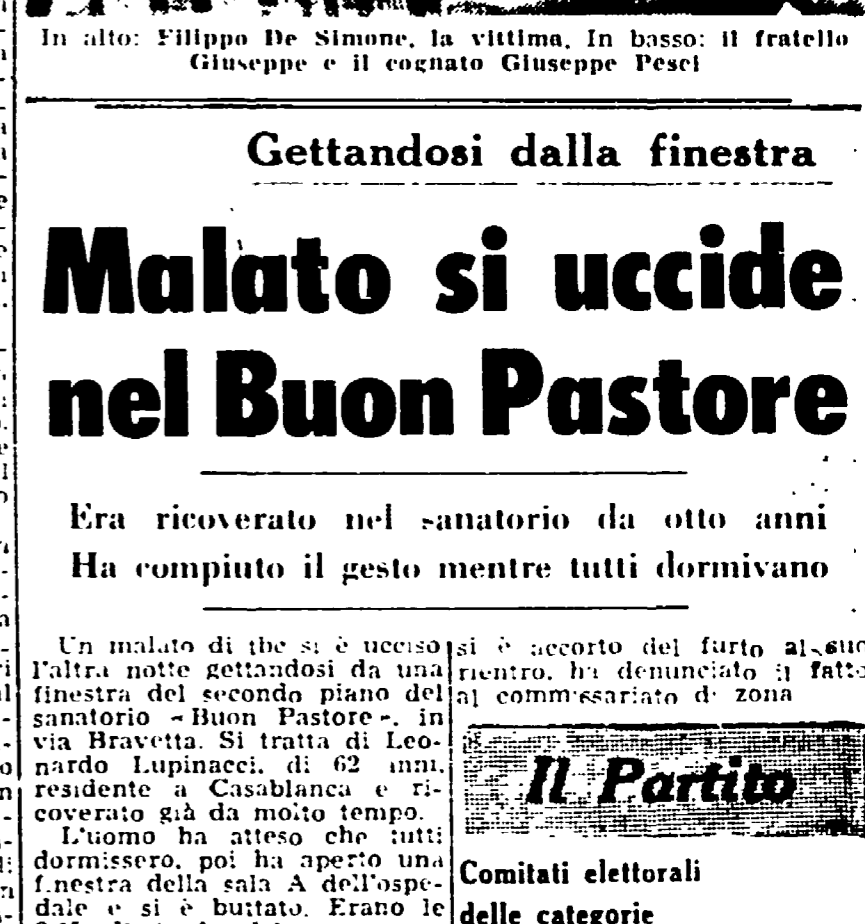 In alto: Filippo De Simone, la vittima. In basso: il fratello
Giuseppe e il cognato Giuseppe Pesci
Gettandosi dalla finestra
Malato si uccide
nel Buon Pastore
Era ricoverato nel sanatorio da otto anni
Ha compiuto il gesto mentre tutti dormivano
Un malato di tbc si è ucciso
l'altra notte gettandosi da una
finestra del secondo piano del
sanatorio «Buon Pastore», in
via Bravetta. Si tratta di Leo-
nardo Lupinacci, di 62 anni,
residente a Casablanca e ri-
coverato già da molto tempo.
L'uomo ha atteso che tutti
dormissero, poi ha aperto una
finestra della sala A dell'ospe-
dale e si è buttato. Erano le
si è accorto del furto al suo
rientro, ha denunciato il fatto
al commissariato di zona
Il Partito
Comitati elettorali
delle categorie